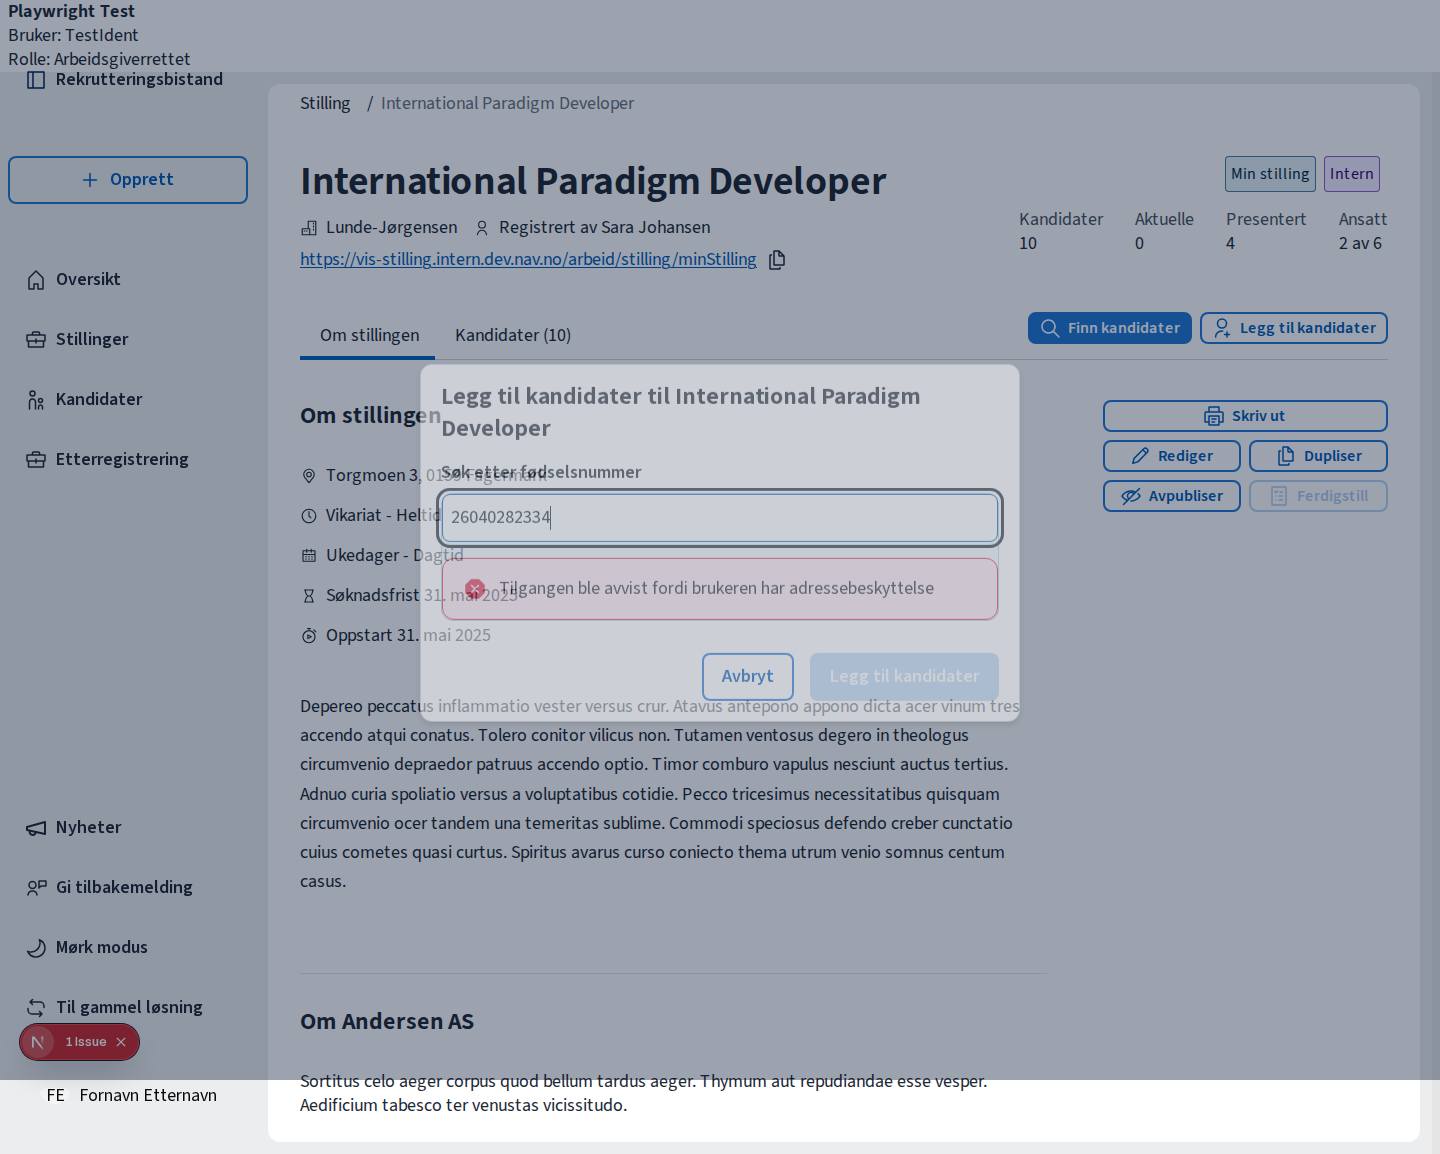 Playwright Test
Bruker: TestIdent
Rolle: Arbeidsgiverrettet
Rekrutteringsbistand
Opprett
Oversikt
Stillinger
Kandidater
Etterregistrering
Nyheter
Gi tilbakemelding
Mørk modus
Til gammel løsning
1 Issue
FE Fornavn Etternavn
Stilling / International Paradigm Developer
International Paradigm Developer
Min stilling
Intern
Lunde-Jørgensen
Registrert av Sara Johansen
https://vis-stilling.intern.dev.nav.no/arbeid/stilling/minStilling
Kandidater
10
Aktuelle
0
Presentert
4
Ansatt
2 av 6
Om stillingen
Kandidater (10)
Finn kandidater
Legg til kandidater
Om stillingen
Torgmoen 3,
Vikariat - Heltid
Ukedager - Dagtid
Søknadsfrist 31. mai 2025
Oppstart 31. mai 2025
Skriv ut
Rediger
Dupliser
Avpubliser
Ferdigstill
Legg til kandidater til International Paradigm
Developer
Søk etter fødselsnummer
26040282334
Tilgangen ble avvist fordi brukeren har adressebeskyttelse
Avbryt
Legg til kandidater
Depereo peccatus inflammatio vester versus crur. Atavus antepono appono dicta acer vinum tres
accendo atqui conatus. Tolero conitor vilicus non. Tutamen ventosus degero in theologus
circumvenio depraedor patruus accendo optio. Timor comburo vapulus nesciunt auctus tertius.
Adnuo curia spoliatio versus a voluptatibus cotidie. Pecco tricesimus necessitatibus quisquam
circumvenio ocer tandem una temeritas sublime. Commodi speciosus defendo creber cunctatio
cuius cometes quasi curtus. Spiritus avarus curso coniecto thema utrum venio somnus centum
casus.
Om Andersen AS
Sortitus celo aeger corpus quod bellum tardus aeger. Thymum aut repudiandae esse vesper.
Aedificium tabesco ter venustas vicissitudo.